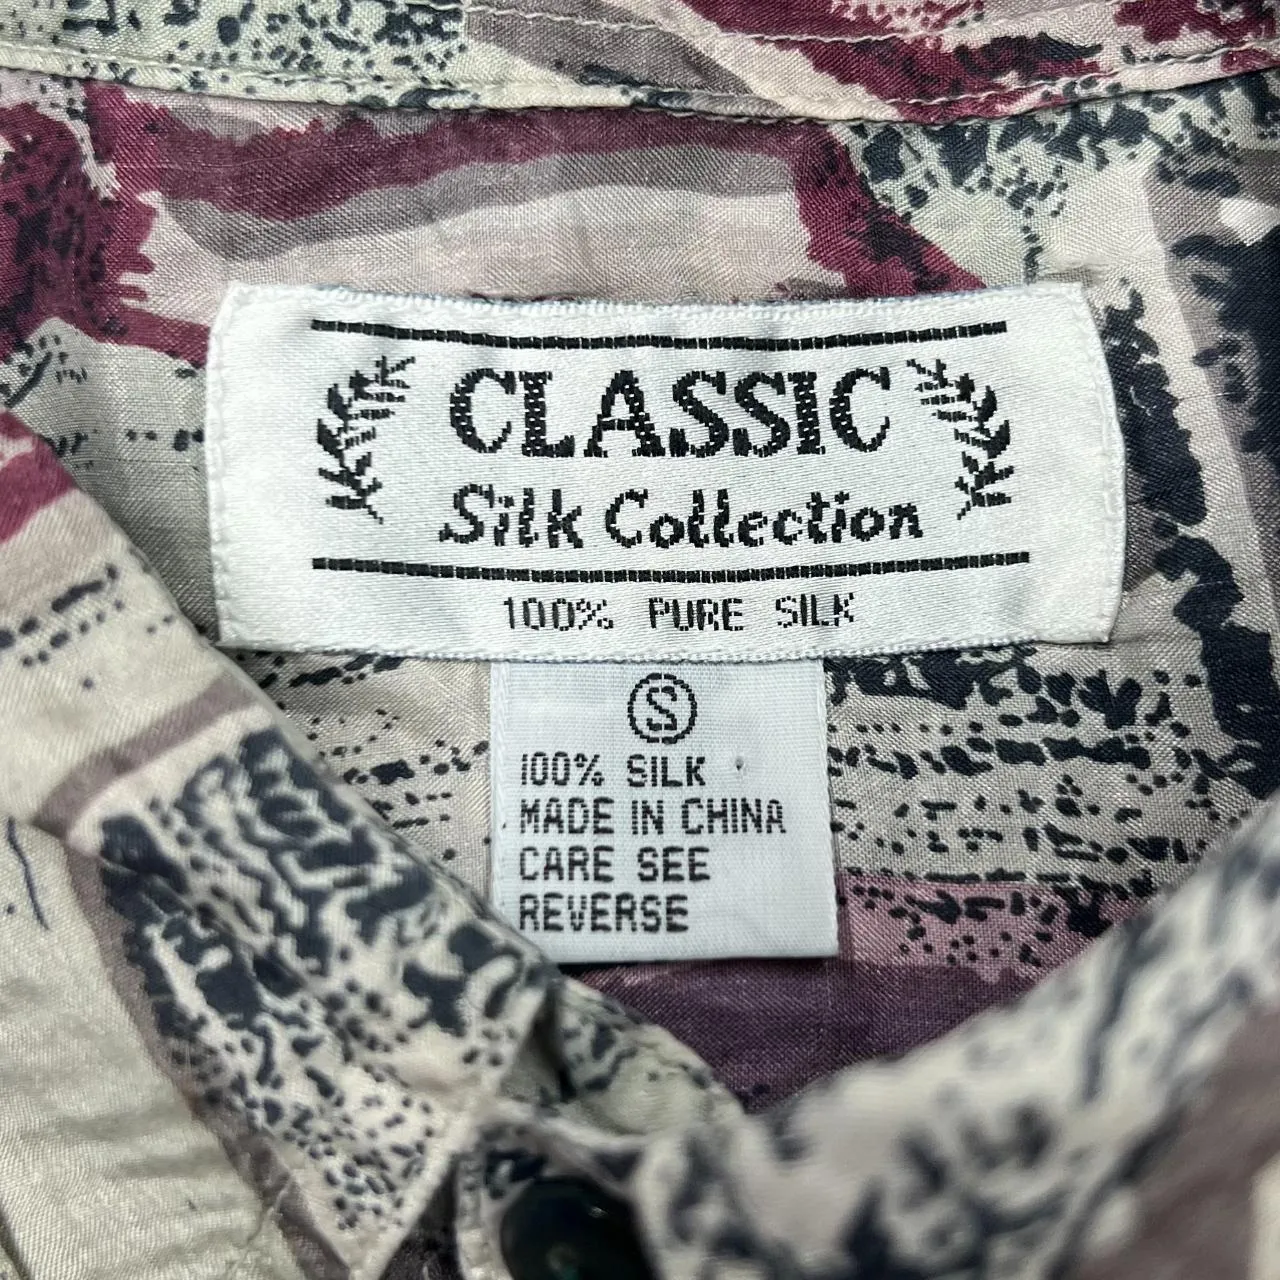 CLASSIC
Silk Collection
100% PURE SILK
S
100% SILK
MADE IN CHINA
CARE SEE
REVERSE